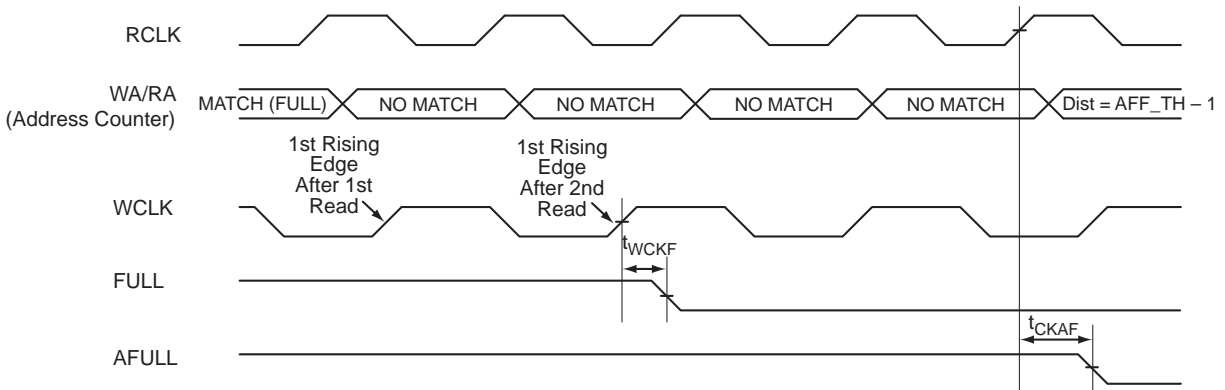 RCLK
WA/RA
(Address Counter)
MATCH (FULL)
NO MATCH
NO MATCH
NO MATCH
NO MATCH
Dist = AFF_TH – 1
1st Rising
Edge
After 1st
Read
1st Rising
Edge
After 2nd
Read
WCLK
tWCKF
FULL
tCKAF
AFULL